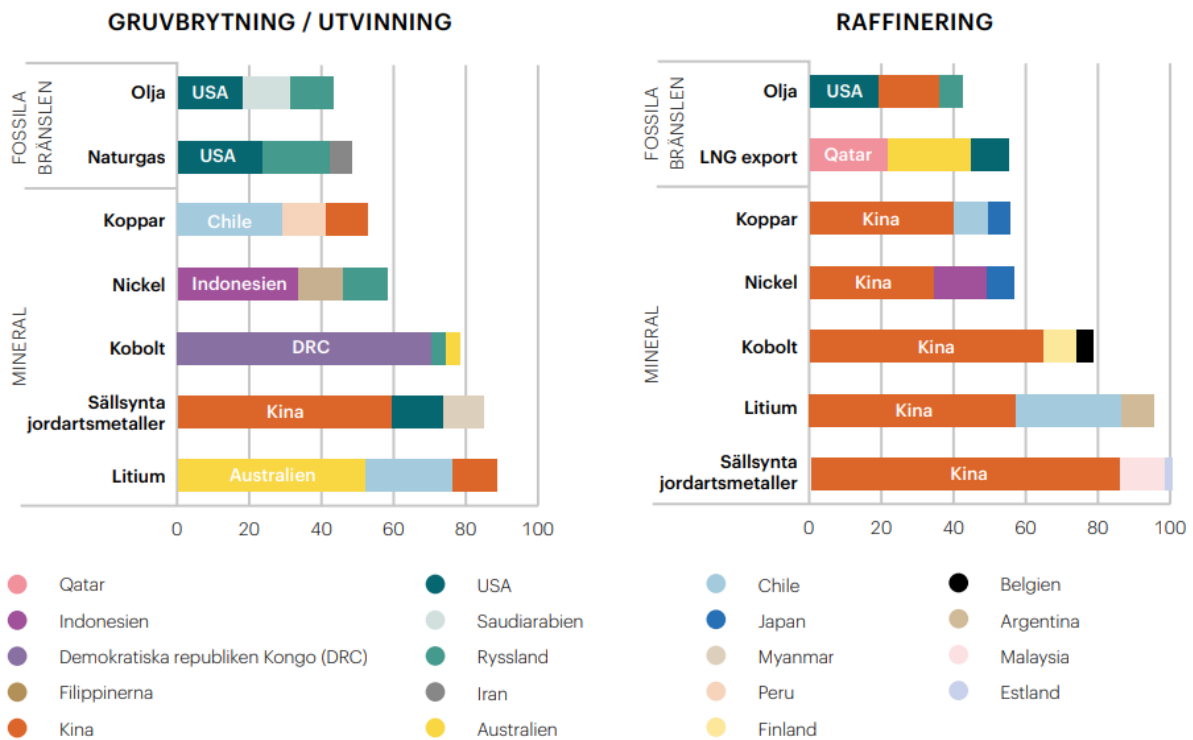 GRUVBRYTNING / UTVINNING
FOSSILA
BRÄNSLEN
Olja
USA
Naturgas
USA
MINERAL
Koppar
Chile
Nickel
Indonesien
Kobolt
DRC
Sällsynta
jordartsmetaller
Kina
Litium
Australien
0 20 40 60 80 100
RAFFINERING
FOSSILA
BRÄNSLEN
Olja
USA
LNG export
Qatar
MINERAL
Koppar
Kina
Nickel
Kina
Kobolt
Kina
Litium
Kina
Sällsynta
jordartsmetaller
Kina
0 20 40 60 80 100
Qatar
Indonesien
Demokratiska republiken Kongo (DRC)
Filippinerna
Kina
USA
Saudiarabien
Ryssland
Iran
Australien
Chile
Japan
Myanmar
Peru
Finland
Belgien
Argentina
Malaysia
Estland